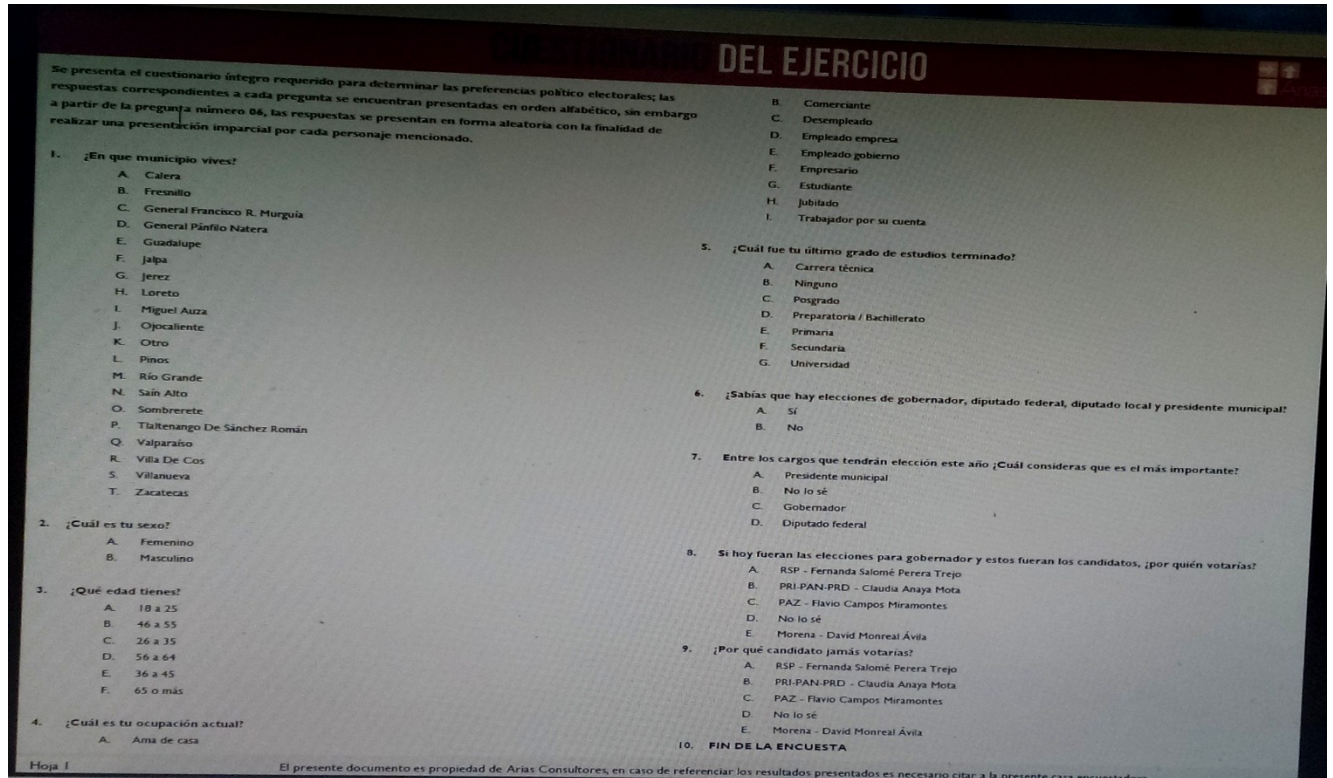 CUESTIONARIO DEL EJERCICIO
Arias
Se presenta el cuestionario íntegro requerido para determinar las preferencias político electorales; las
respuestas correspondientes a cada pregunta se encuentran presentadas en orden alfabético, sin embargo
a partir de la pregunta número 06, las respuestas se presentan en forma aleatoria con la finalidad de
realizar una presentación imparcial por cada personaje mencionado.
1. ¿En que municipio vives?
A. Calera
B. Fresnillo
C. General Francisco R. Murguía
D. General Pánfilo Natera
E. Guadalupe
F. Jalpa
G. Jerez
H. Loreto
I. Miguel Auza
J. Ojocaliente
K. Otro
L. Pinos
M. Río Grande
N. Saín Alto
O. Sombrerete
P. Tlaltenango De Sánchez Román
Q. Valparaíso
R. Villa De Cos
S. Villanueva
T. Zacatecas
2. ¿Cuál es tu sexo?
A. Femenino
B. Masculino
3. ¿Qué edad tienes?
A. 18 a 25
B. 46 a 55
C. 26 a 35
D. 56 a 64
E. 36 a 45
F. 65 o más
4. ¿Cuál es tu ocupación actual?
A. Ama de casa
B. Comerciante
C. Desempleado
D. Empleado empresa
E. Empleado gobierno
F. Empresario
G. Estudiante
H. Jubilado
I. Trabajador por su cuenta
5. ¿Cuál fue tu último grado de estudios terminado?
A. Carrera técnica
B. Ninguno
C. Posgrado
D. Preparatoria / Bachillerato
E. Primaria
F. Secundaria
G. Universidad
6. ¿Sabías que hay elecciones de gobernador, diputado federal, diputado local y presidente municipal?
A. Sí
B. No
7. Entre los cargos que tendrán elección este año ¿Cuál consideras que es el más importante?
A. Presidente municipal
B. No lo sé
C. Gobernador
D. Diputado federal
8. Si hoy fueran las elecciones para gobernador y estos fueran los candidatos, ¿por quién votarías?
A. RSP - Fernanda Salomé Perera Trejo
B. PRI-PAN-PRD - Claudia Anaya Mota
C. PAZ - Flavio Campos Miramontes
D. No lo sé
E. Morena - David Monreal Ávila
9. ¿Por qué candidato jamás votarías?
A. RSP - Fernanda Salomé Perera Trejo
B. PRI-PAN-PRD - Claudia Anaya Mota
C. PAZ - Flavio Campos Miramontes
D. No lo sé
E. Morena - David Monreal Ávila
10. FIN DE LA ENCUESTA
Hoja 1
El presente documento es propiedad de Arias Consultores, en caso de referenciar los resultados presentados es necesario citar a la presente casa